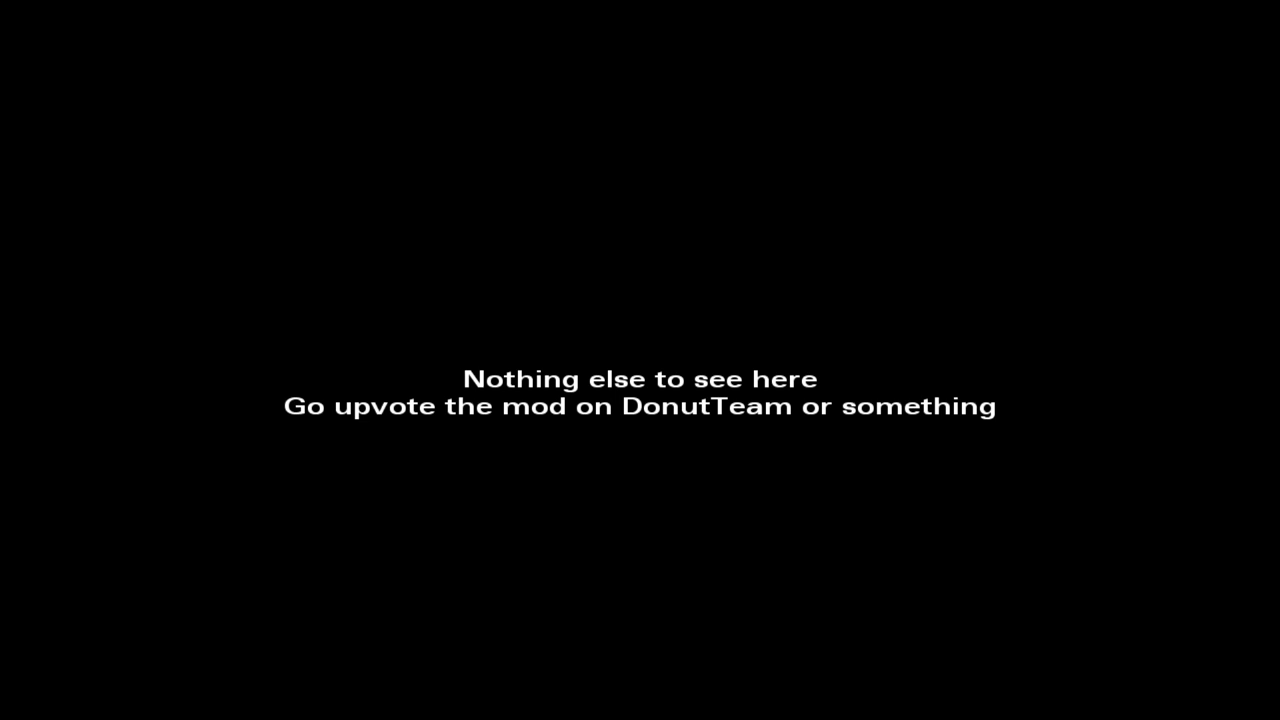 Nothing else to see here
Go upvote the mod on DonutTeam or something